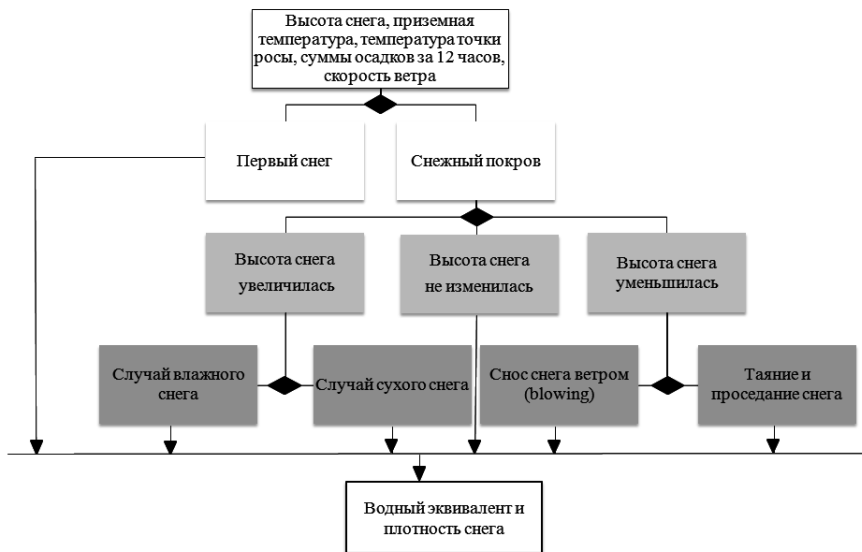 Высота снега, приземная
температура, температура точки
росы, суммы осадков за 12 часов,
скорость ветра
Первый снег
Снежный покров
Высота снега
увеличилась
Высота снега
не изменилась
Высота снега
уменьшилась
Случай влажного
снега
Случай сухого снега
Снос снега ветром
(blowing)
Таяние и
проседание снега
Водный эквивалент и
плотность снега